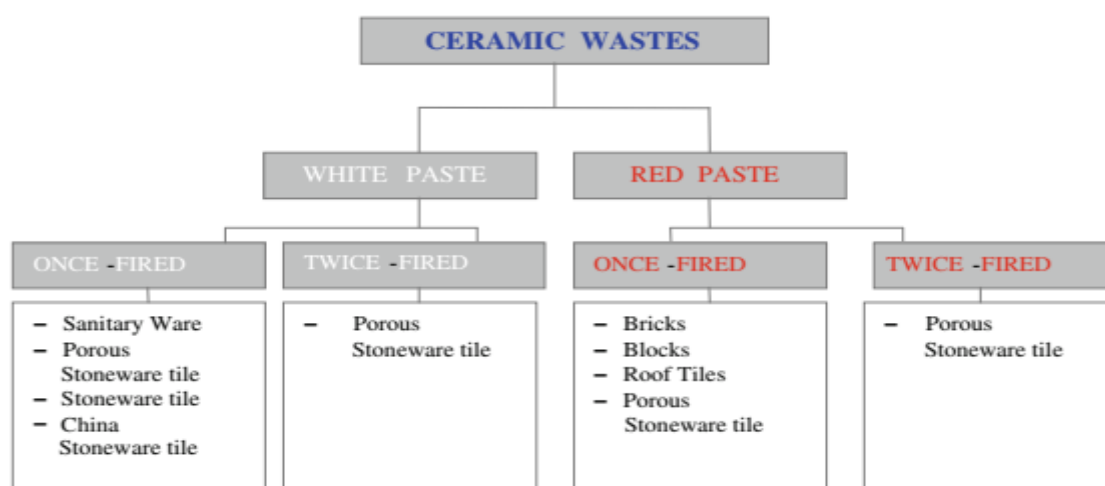 CERAMIC WASTES
WHITE PASTE
RED PASTE
ONCE -FIRED
TWICE -FIRED
ONCE -FIRED
TWICE -FIRED
– Sanitary Ware
– Porous
Stoneware tile
– Stoneware tile
– China
Stoneware tile
– Porous
Stoneware tile
– Bricks
– Blocks
– Roof Tiles
– Porous
Stoneware tile
– Porous
Stoneware tile